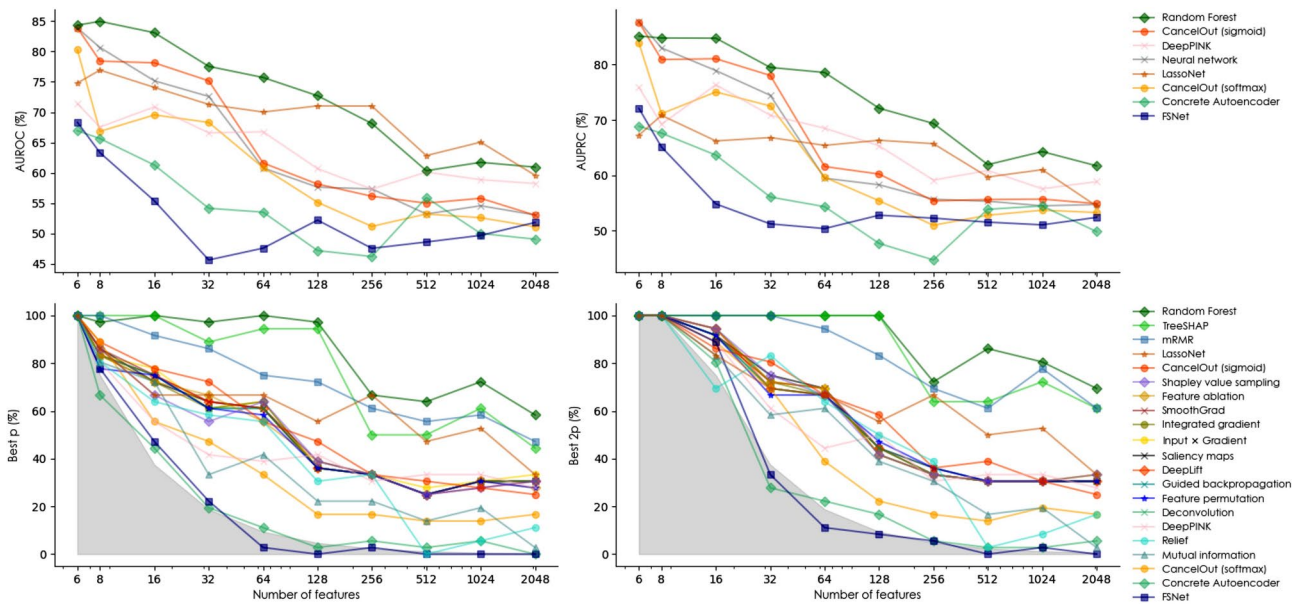 85
80
75
70
65
60
55
50
45
AUROC (%)
6 8 16 32 64 128 256 512 1024 2048
80
70
60
50
AUPRC (%)
6 8 16 32 64 128 256 512 1024 2048
Random Forest
CancelOut (sigmoid)
DeepPINK
Neural network
LassoNet
CancelOut (softmax)
Concrete Autoencoder
FSNet
100
80
60
40
20
0
Best p (%)
6 8 16 32 64 128 256 512 1024 2048
Number of features
100
80
60
40
20
0
Best 2p (%)
6 8 16 32 64 128 256 512 1024 2048
Number of features
Random Forest
TreeSHAP
mRMR
LassoNet
CancelOut (sigmoid)
Shapley value sampling
Feature ablation
SmoothGrad
Integrated gradient
Input × Gradient
Saliency maps
DeepLift
Guided backpropagation
Feature permutation
Deconvolution
DeepPINK
Relief
Mutual information
CancelOut (softmax)
Concrete Autoencoder
FSNet